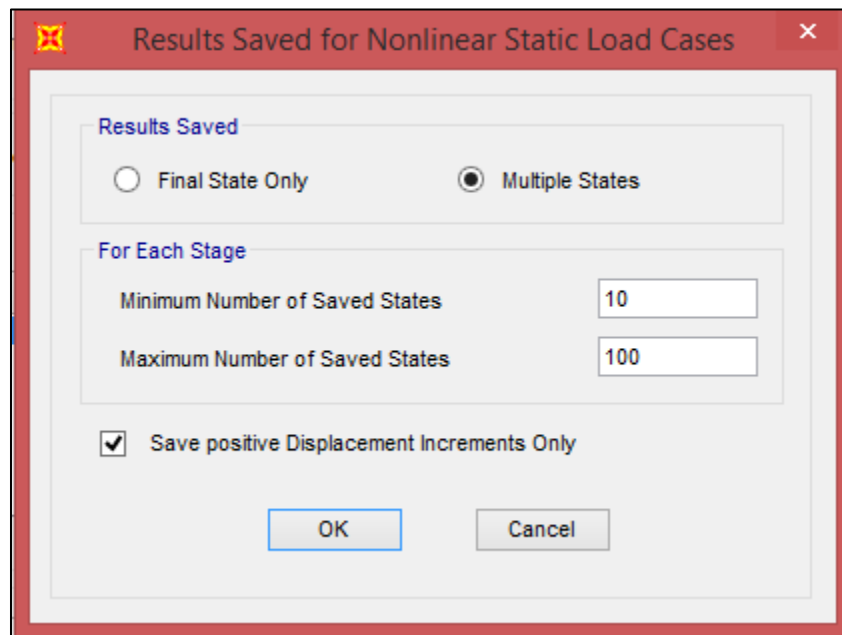 Results Saved for Nonlinear Static Load Cases
Results Saved
Final State Only Multiple States
For Each Stage
Minimum Number of Saved States 10
Maximum Number of Saved States 100
Save positive Displacement Increments Only
OK Cancel